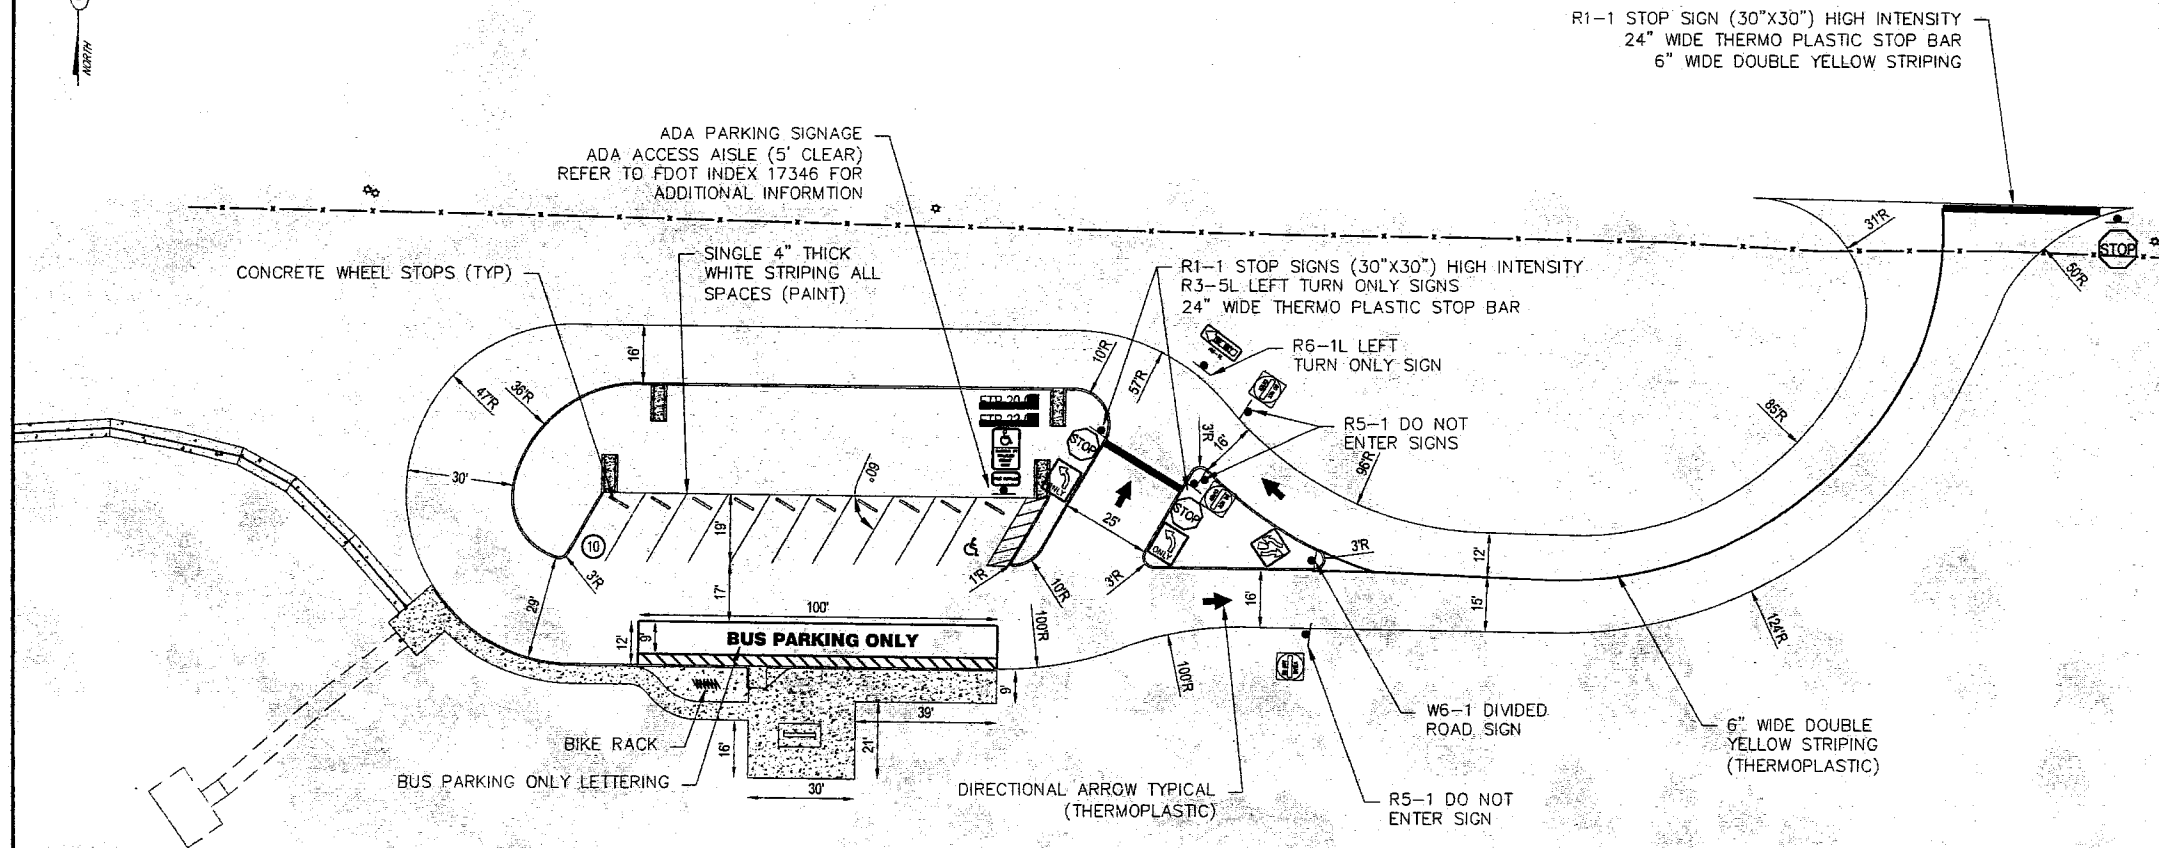 NORTH
R1-1 STOP SIGN (30"X30") HIGH INTENSITY
24" WIDE THERMO PLASTIC STOP BAR
6" WIDE DOUBLE YELLOW STRIPING
ADA PARKING SIGNAGE
ADA ACCESS AISLE (5' CLEAR)
REFER TO FDOT INDEX 17346 FOR
ADDITIONAL INFORMTION
31'R
STOP
50'R
CONCRETE WHEEL STOPS (TYP)
SINGLE 4" THICK
WHITE STRIPING ALL
SPACES (PAINT)
R1-1 STOP SIGNS (30"X30") HIGH INTENSITY
R3-5L LEFT TURN ONLY SIGNS
24" WIDE THERMO PLASTIC STOP BAR
R6-1L LEFT
TURN ONLY SIGN
16'
10'R
57'R
47'R
36'R
R5-1 DO NOT
ENTER SIGNS
3'R
16'
85'R
96'R
STOP
ONLY
30'
60°
19'
25'
STOP
ONLY
10
3'R
29'
17'
1'R
10'R
3'R
3'R
12'
15'
16'
100'
12'
9'
BUS PARKING ONLY
100'R
100'R
124'R
9'
39'
BIKE RACK
16'
21'
30'
BUS PARKING ONLY LETTERING
DIRECTIONAL ARROW TYPICAL
(THERMOPLASTIC)
W6-1 DIVIDED
ROAD SIGN
R5-1 DO NOT
ENTER SIGN
6" WIDE DOUBLE
YELLOW STRIPING
(THERMOPLASTIC)